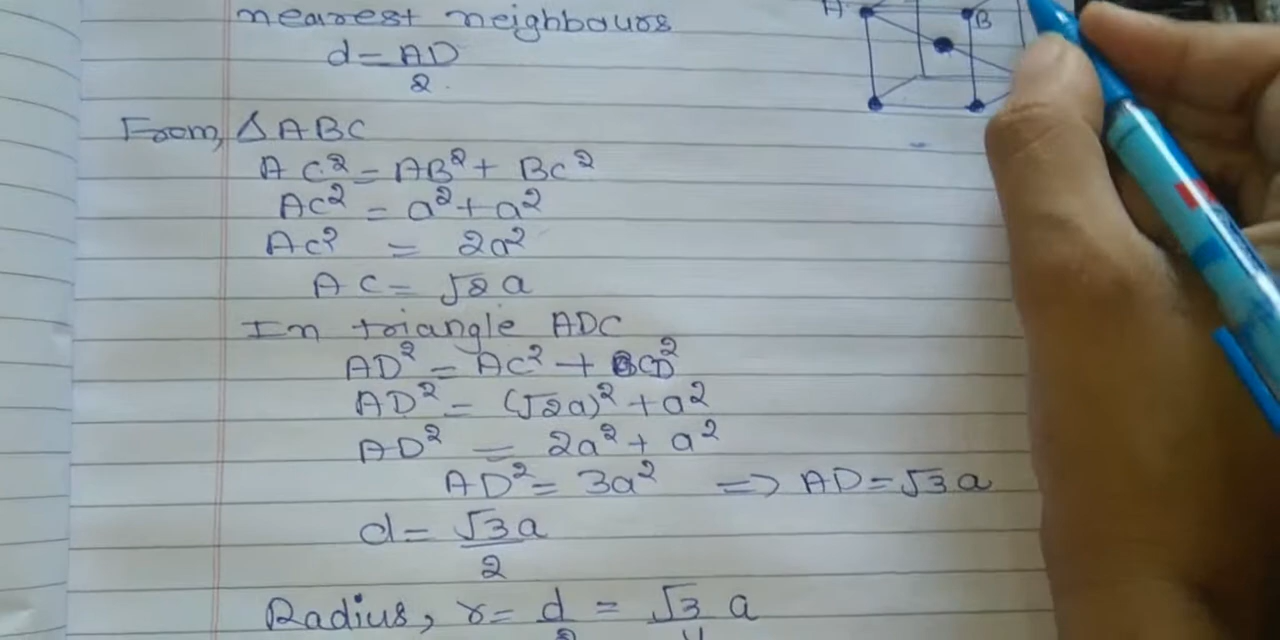 nearest neighbours
A
B
d = AD/2
From, △ABC
AC² = AB² + BC²
AC² = a² + a²
AC² = 2a²
AC = √2 a
In triangle ADC
AD² = AC² + CD²
AD² = (√2a)² + a²
AD² = 2a² + a²
AD² = 3a² => AD = √3 a
d = √3a/2
Radius, r = d/2 = √3/4 a